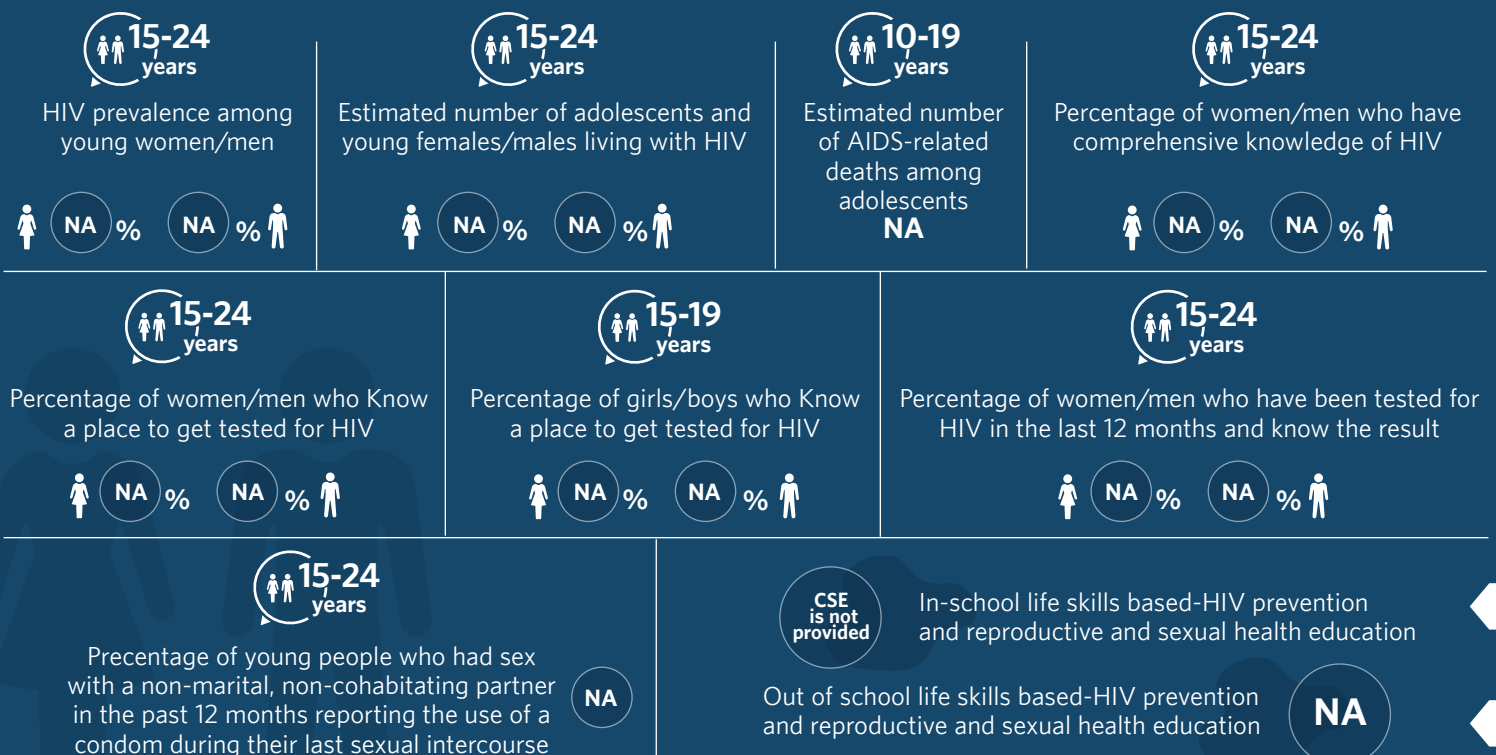 15-24
years
HIV prevalence among
young women/men
NA % NA %
15-24
years
Estimated number of adolescents and
young females/males living with HIV
NA % NA %
10-19
years
Estimated number
of AIDS-related
deaths among
adolescents
NA
15-24
years
Percentage of women/men who have
comprehensive knowledge of HIV
NA % NA %
15-24
years
Percentage of women/men who Know
a place to get tested for HIV
NA % NA %
15-19
years
Percentage of girls/boys who Know
a place to get tested for HIV
NA % NA %
15-24
years
Percentage of women/men who have been tested for
HIV in the last 12 months and know the result
NA % NA %
15-24
years
Precentage of young people who had sex
with a non-marital, non-cohabitating partner
in the past 12 months reporting the use of a
condom during their last sexual intercourse
NA
CSE
is not
provided
In-school life skills based-HIV prevention
and reproductive and sexual health education
Out of school life skills based-HIV prevention
and reproductive and sexual health education
NA